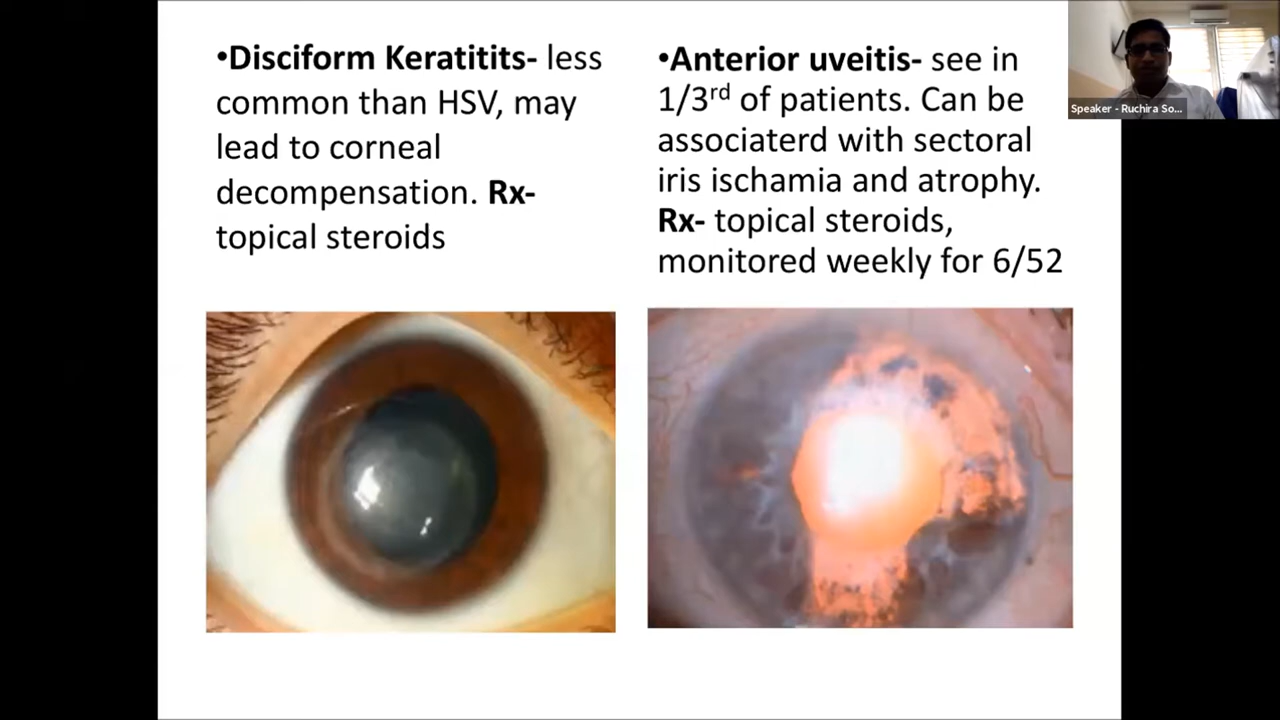 •Disciform Keratitits- less
common than HSV, may
lead to corneal
decompensation. Rx-
topical steroids
•Anterior uveitis- see in
1/3rd of patients. Can be
associaterd with sectoral
iris ischamia and atrophy.
Rx- topical steroids,
monitored weekly for 6/52
Speaker - Ruchira So...